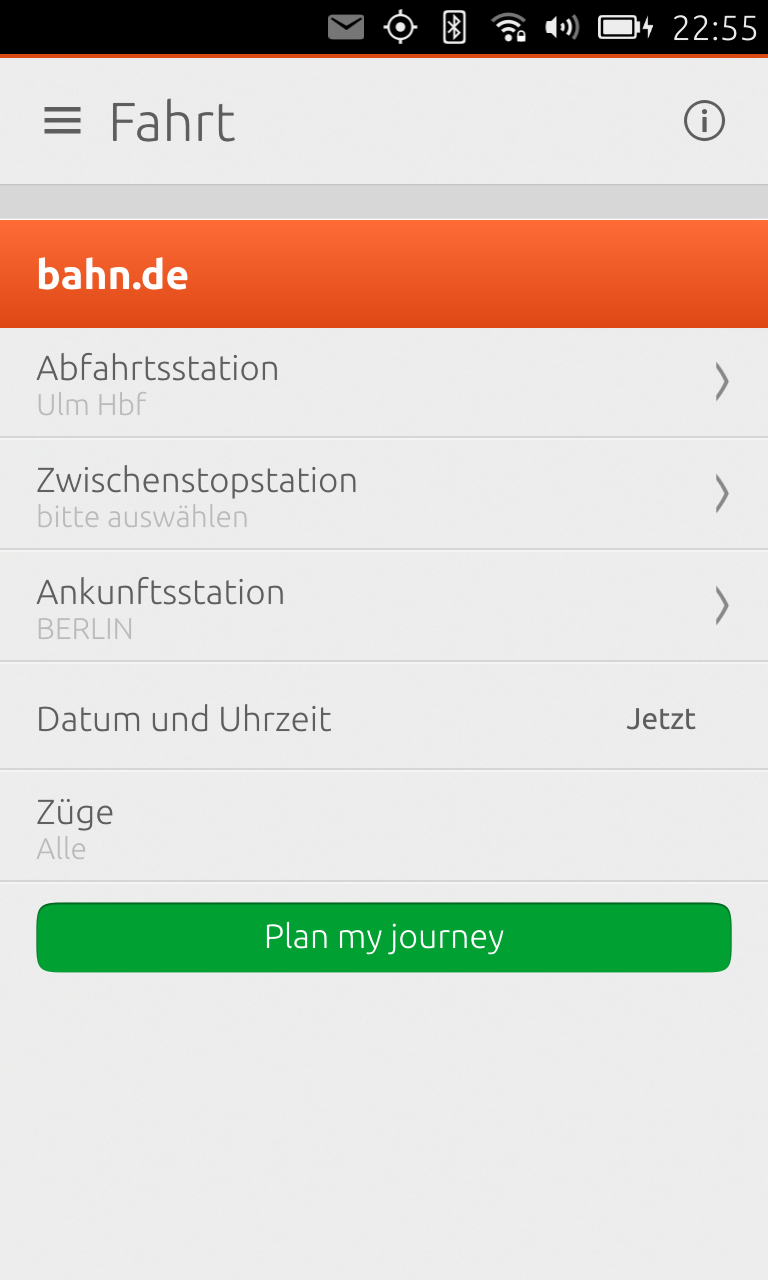 22:55
Fahrt
bahn.de
Abfahrtsstation
Ulm Hbf
Zwischenstopstation
bitte auswählen
Ankunftsstation
BERLIN
Datum und Uhrzeit Jetzt
Züge
Alle
Plan my journey